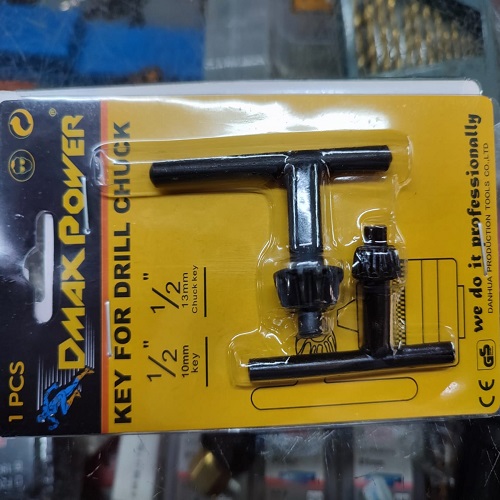 1 PCS
DMAX POWER®
KEY FOR DRILL CHUCK
1/2"
13mm
Chuck key
1/2"
10mm
key
we do it professionally
DANHUA PRODUCTION TOOLS CO.,LTD
CE GS